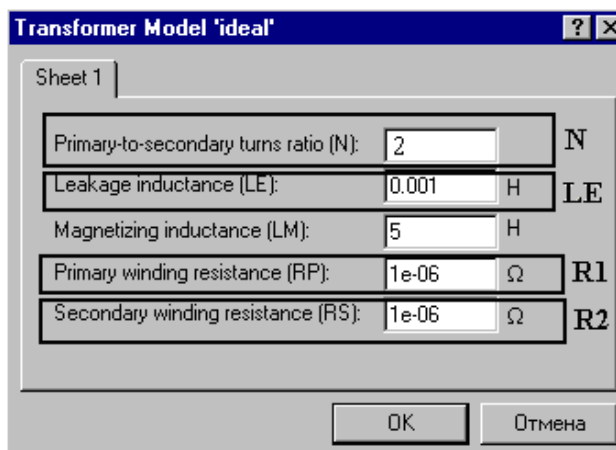 Transformer Model 'ideal' ? ×
Sheet 1
Primary-to-secondary turns ratio (N): 2 N
Leakage inductance (LE): 0.001 H LE
Magnetizing inductance (LM): 5 H
Primary winding resistance (RP): 1e-06 Ω R1
Secondary winding resistance (RS): 1e-06 Ω R2
OK Отмена